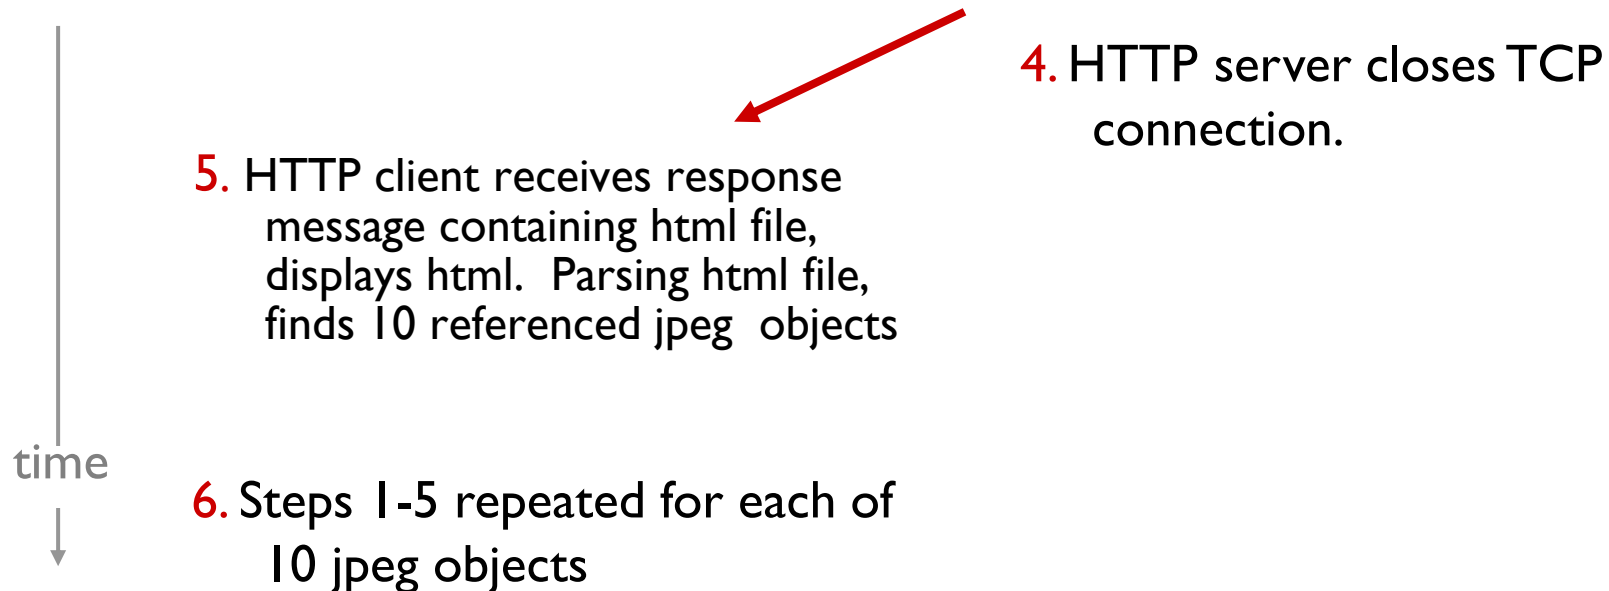 4. HTTP server closes TCP
connection.
5. HTTP client receives response
message containing html file,
displays html.  Parsing html file,
finds 10 referenced jpeg  objects
time
6. Steps 1-5 repeated for each of
10 jpeg objects